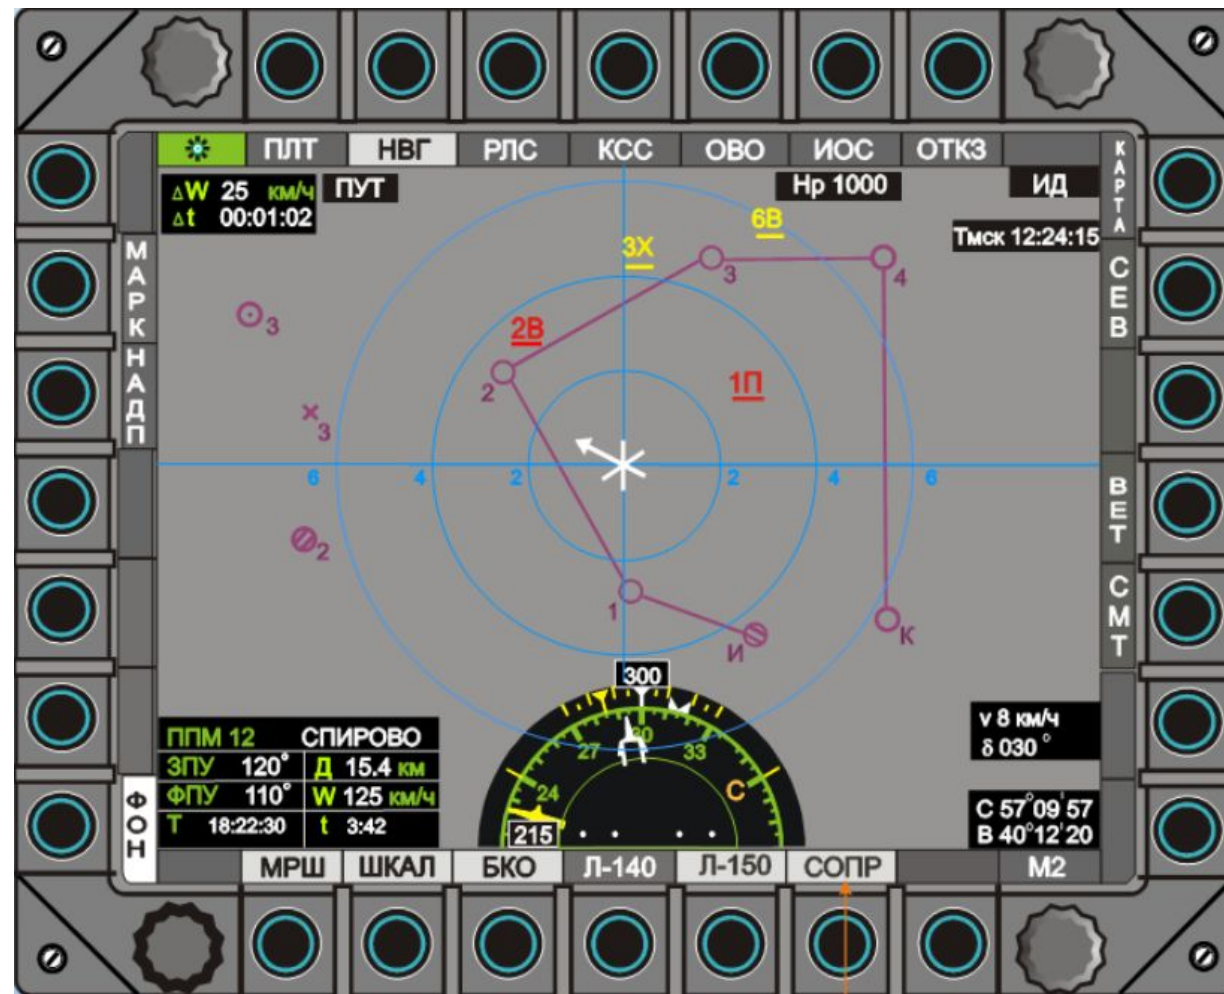 ПЛТ НВГ РЛС КСС ОВО ИОС ОТКЗ
КАРТА
ΔW 25 км/ч
ПУТ
Нр 1000
ИД
Δt 00:01:02
6В
Тмск 12:24:15
3Х
МАРК
СЕВ
3
4
3
2В
НАДП
1П
2
3
6 4 2 2 4 6
ВЕТ
2
СМТ
1
И
К
300
ППМ 12 СПИРОВО
v 8 км/ч
δ 030 °
27 30 33
ЗПУ 120° Д 15.4 км
ФПУ 110° W 125 км/ч
24
С
ФОН
С 57°09'57
Т 18:22:30 t 3:42
215
В 40°12'20
МРШ ШКАЛ БКО Л-140 Л-150 СОПР М2